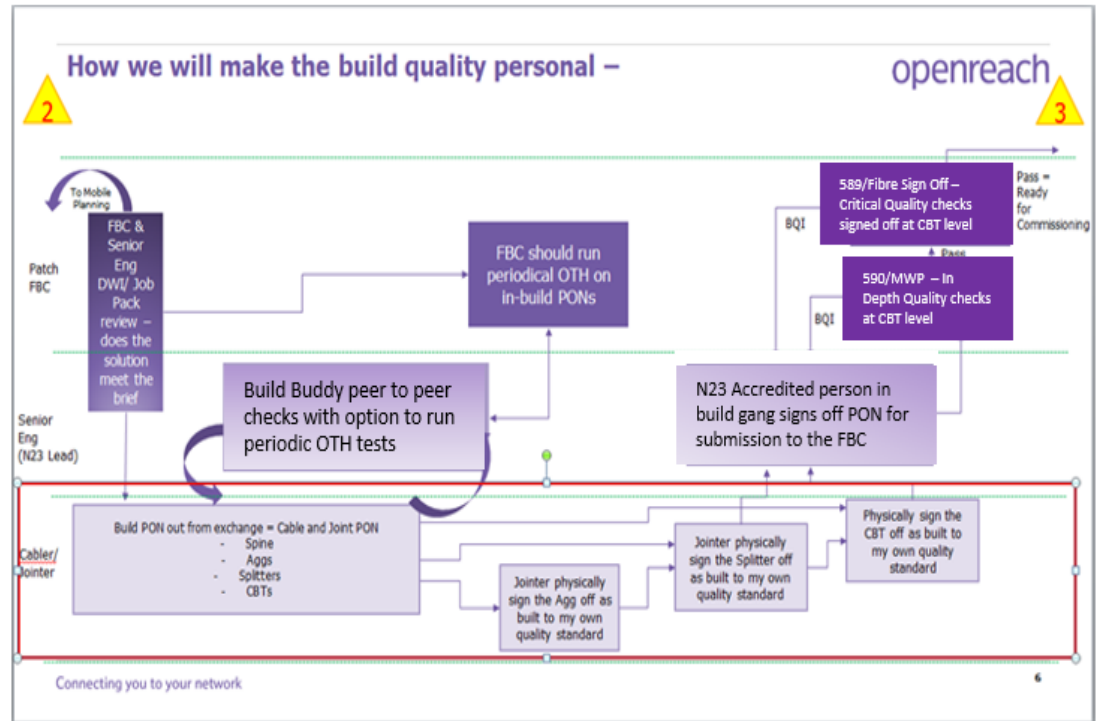 How we will make the build quality personal –
openreach
2
3
To Mobile
Planning
FBC &
Senior
Eng
DWI/ Job
Pack
review –
does the
solution
meet the
brief
Patch
FBC
FBC should run
periodical OTH on
in-build PONs
BQI
589/Fibre Sign Off –
Critical Quality checks
signed off at CBT level
Pass =
Ready
for
Commissioning
Pass
BQI
590/MWP – In
Depth Quality checks
at CBT level
Senior
Eng
(N23 Lead)
Build Buddy peer to peer
checks with option to run
periodic OTH tests
N23 Accredited person in
build gang signs off PON for
submission to the FBC
Cabler/
Jointer
Build PON out from exchange = Cable and Joint PON
- Spine
- Aggs
- Splitters
- CBTs
Jointer physically
sign the Agg off as
built to my own
quality standard
Jointer physically
sign the Splitter off
as built to my own
quality standard
Physically sign the
CBT off as built to
my own quality
standard
Connecting you to your network
6